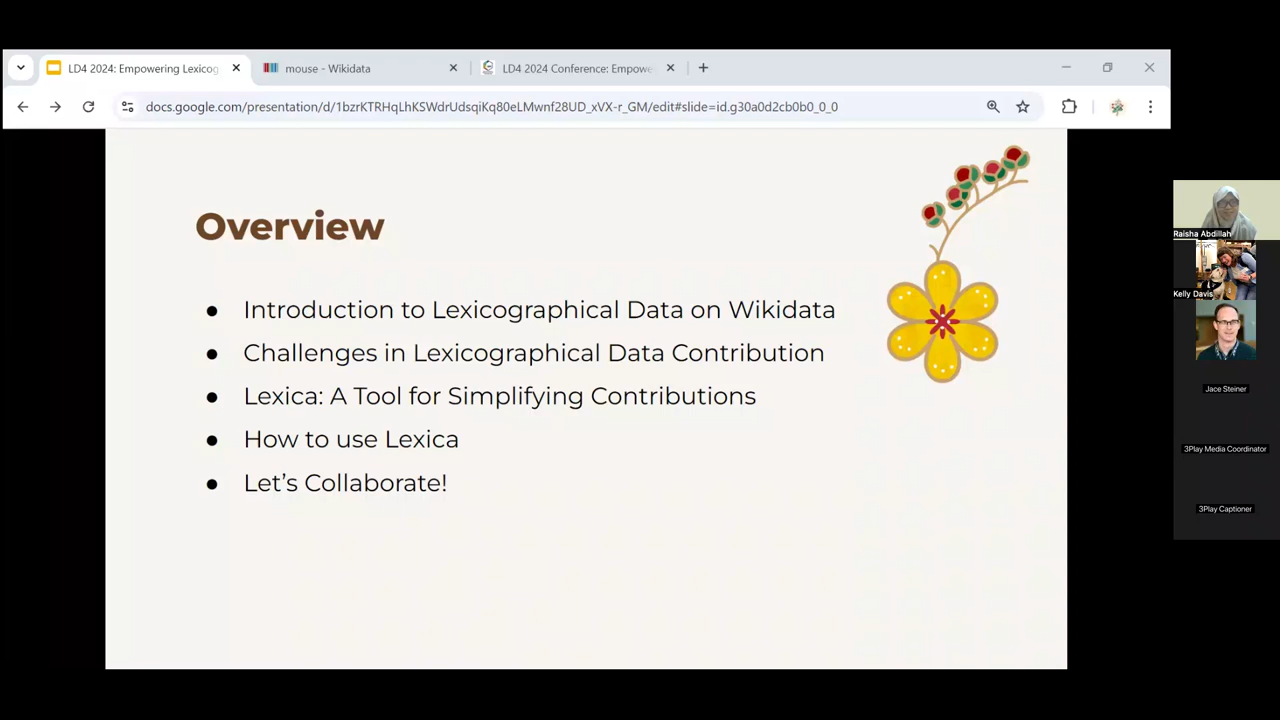 LD4 2024: Empowering Lexicog
mouse - Wikidata
LD4 2024 Conference: Empowe
docs.google.com/presentation/d/1bzrKTRHqLhKSWdrUdsqiKq80eLMwnf28UD_xVX-r_GM/edit#slide=id.g30a0d2cb0b0_0_0
Overview
● Introduction to Lexicographical Data on Wikidata
● Challenges in Lexicographical Data Contribution
● Lexica: A Tool for Simplifying Contributions
● How to use Lexica
● Let’s Collaborate!
Raisha Abdillah
Kelly Davis
Jace Steiner
3Play Media Coordinator
3Play Captioner